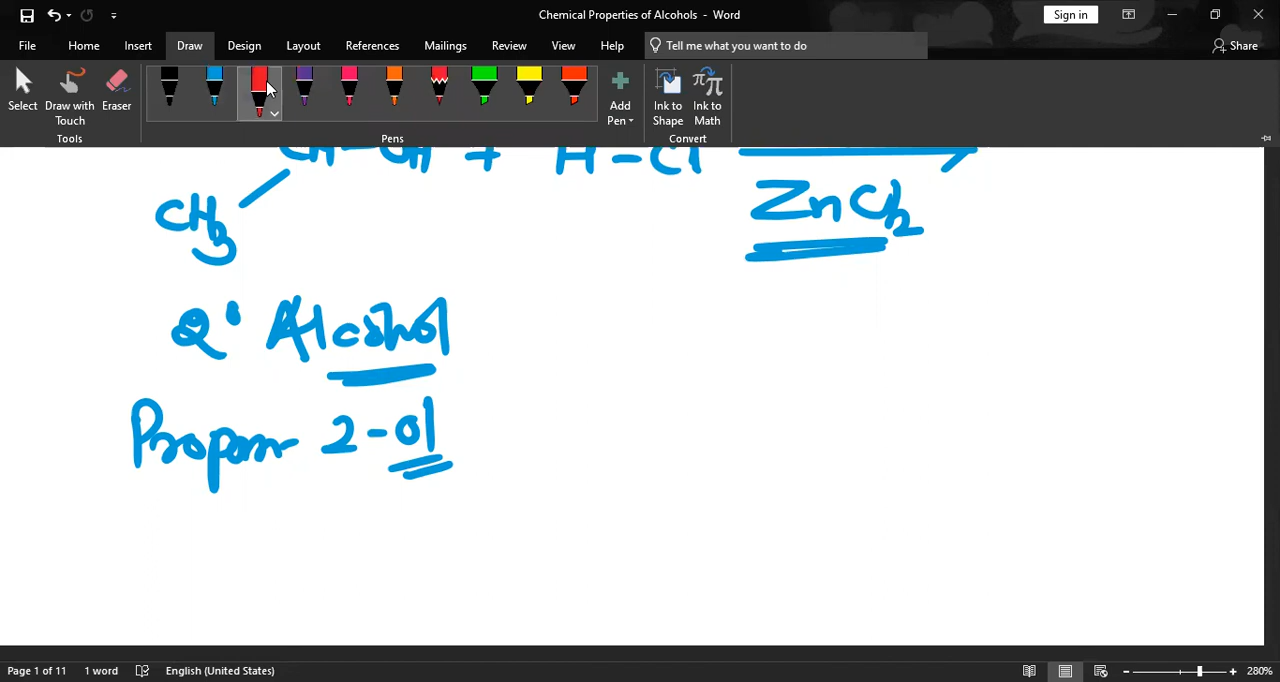 Chemical Properties of Alcohols - Word
Sign in
File Home Insert Draw Design Layout References Mailings Review View Help Tell me what you want to do Share
Select Draw with Touch Eraser Add Pen Ink to Shape Ink to Math
Tools Pens Convert
CH - OH + H - Cl
ZnCl2
CH3
2° Alcohol
Propan 2-ol
Page 1 of 11 1 word English (United States) 280%